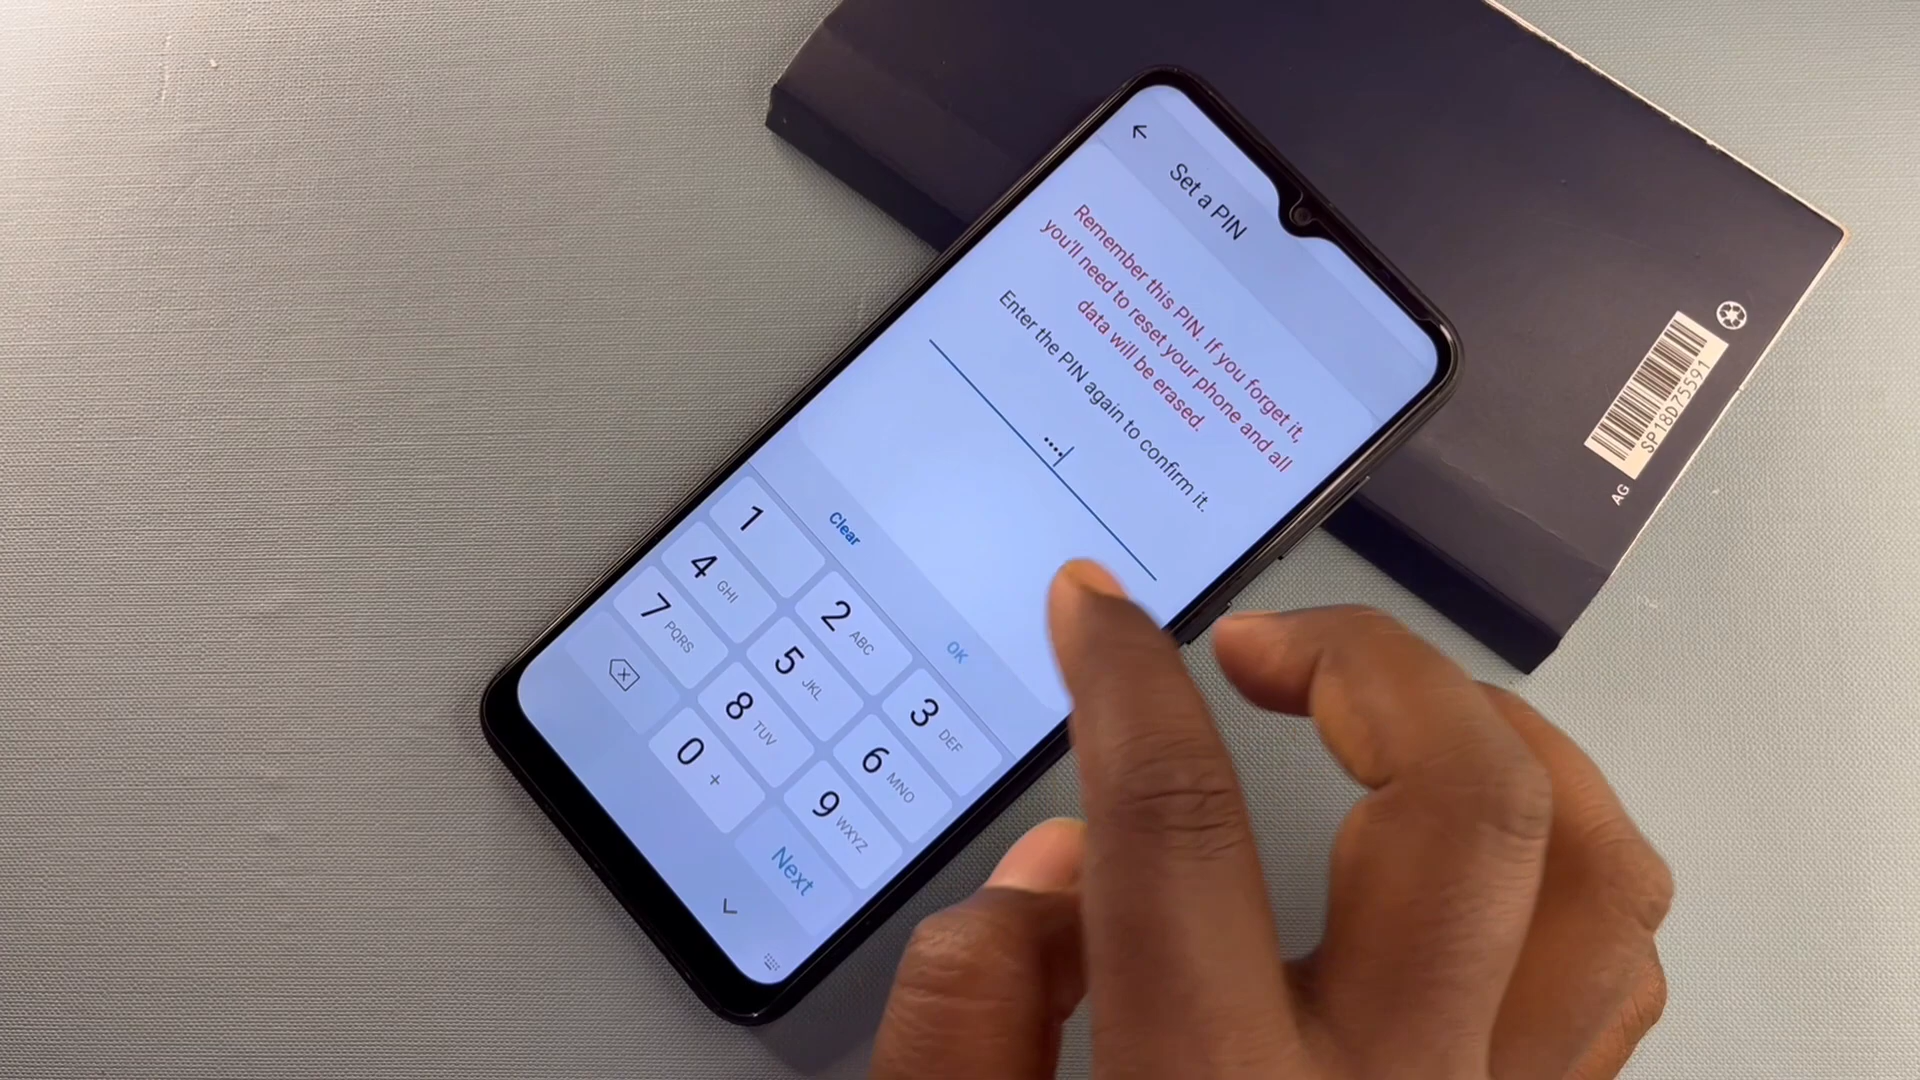 Set a PIN
Remember this PIN. If you forget it,
you'll need to reset your phone and all
data will be erased.
Enter the PIN again to confirm it.
••••
Clear
OK
1
2 ABC
3 DEF
4 GHI
5 JKL
6 MNO
7 PQRS
8 TUV
9 WXYZ
0 +
Next
SP18D75591
AG